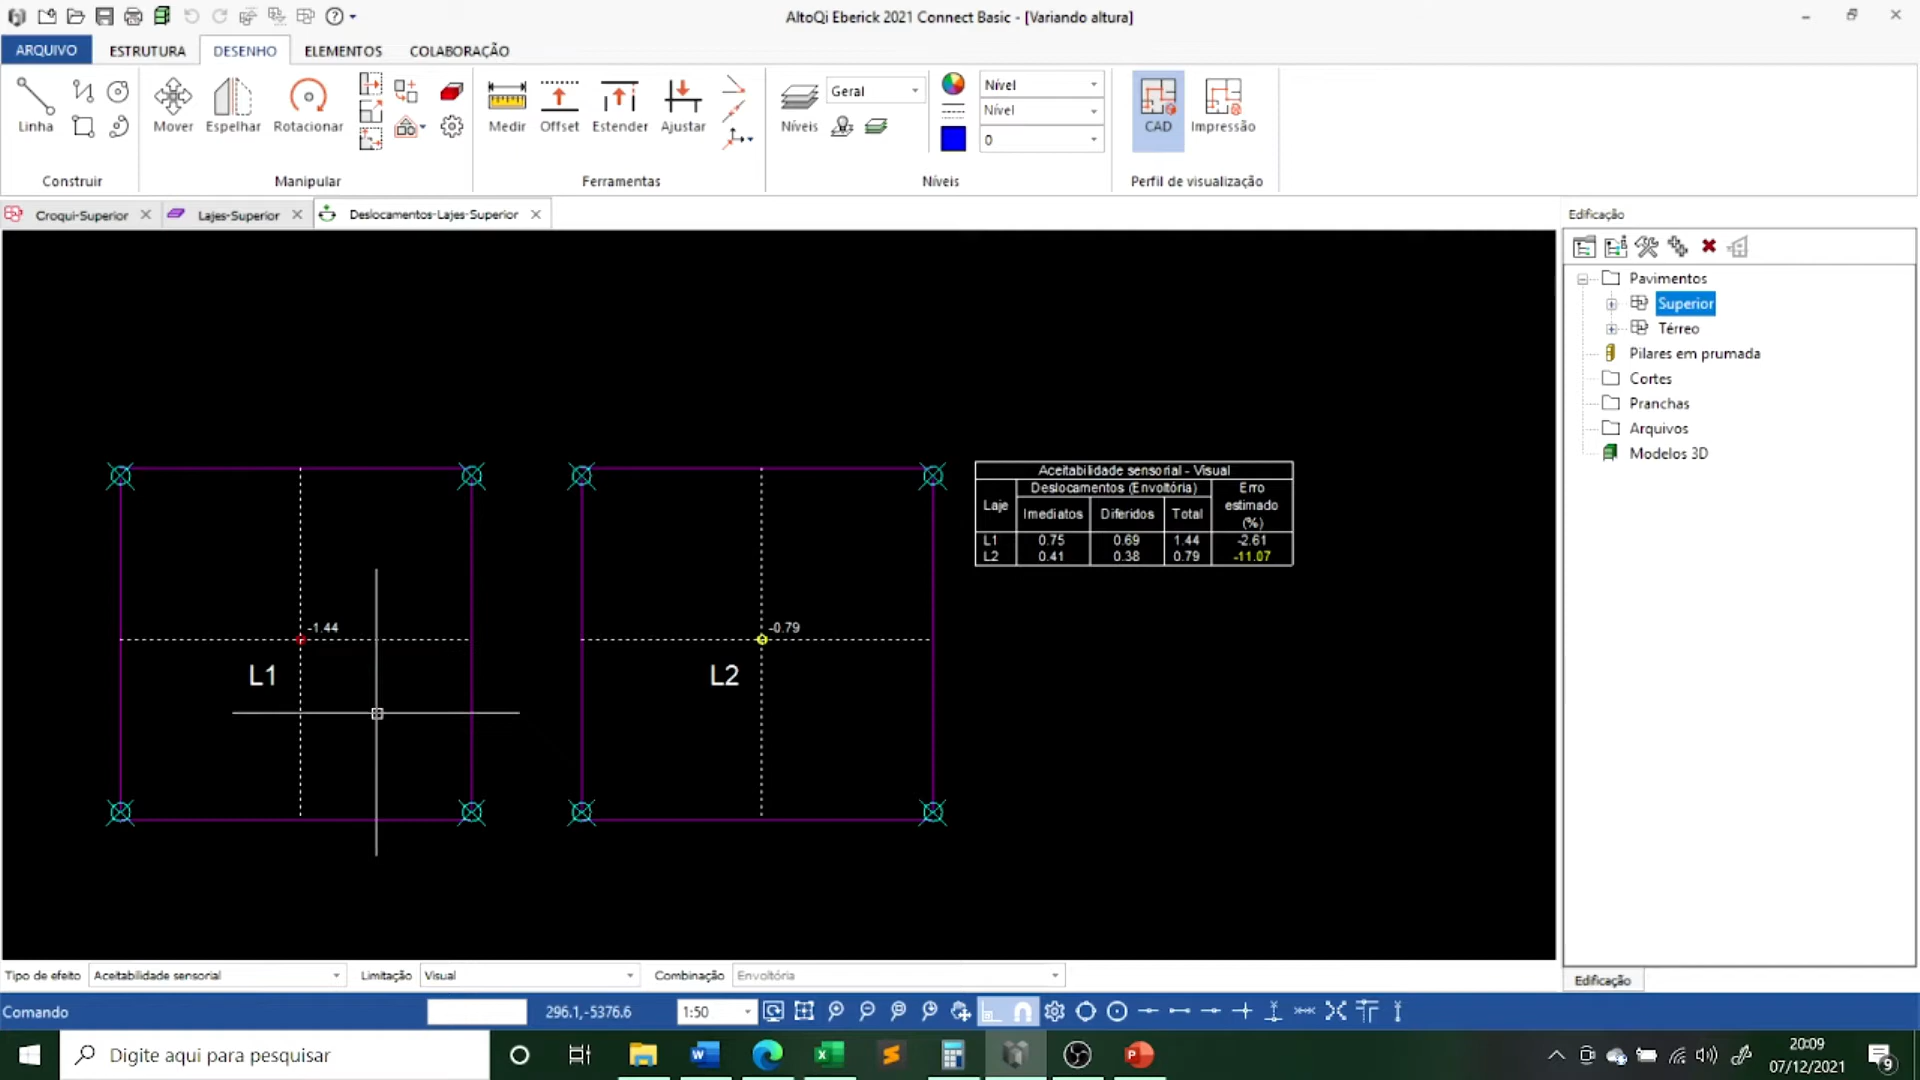 AltoQi Eberick 2021 Connect Basic - [Variando altura]
ARQUIVO ESTRUTURA DESENHO ELEMENTOS COLABORAÇÃO
Linha Mover Espelhar Rotacionar Medir Offset Estender Ajustar Níveis Geral Nível Nível 0 CAD Impressão
Construir Manipular Ferramentas Níveis Perfil de visualização
Croqui-Superior Lajes-Superior Deslocamentos-Lajes-Superior
Edificação
Pavimentos
Superior
Térreo
Pilares em prumada
Cortes
Pranchas
Arquivos
Modelos 3D
Aceitabilidade sensorial - Visual
Laje Deslocamentos (Envoltória) Erro estimado (%)
Imediatos Diferidos Total
L1 0.75 0.69 1.44 -2.61
L2 0.41 0.38 0.79 -11.07
-1.44 -0.79
L1 L2
Tipo de efeito Aceitabilidade sensorial Limitação Visual Combinação Envoltória
Edificação
Comando 296.1,-5376.6 1:50
Digite aqui para pesquisar
20:09
07/12/2021
9